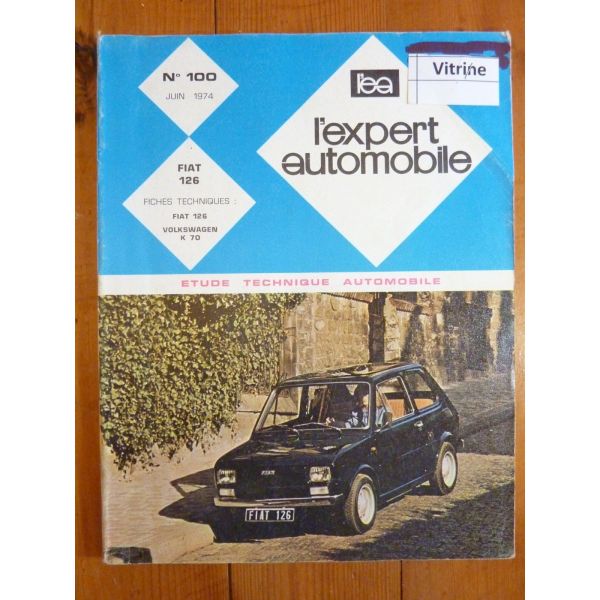 N° 100
JUIN 1974
FIAT
126
FICHES TECHNIQUES :
FIAT 126
VOLKSWAGEN
K 70
l'ea
Vitrine
l'expert
automobile
ETUDE TECHNIQUE AUTOMOBILE
FIAT
FIAT 126